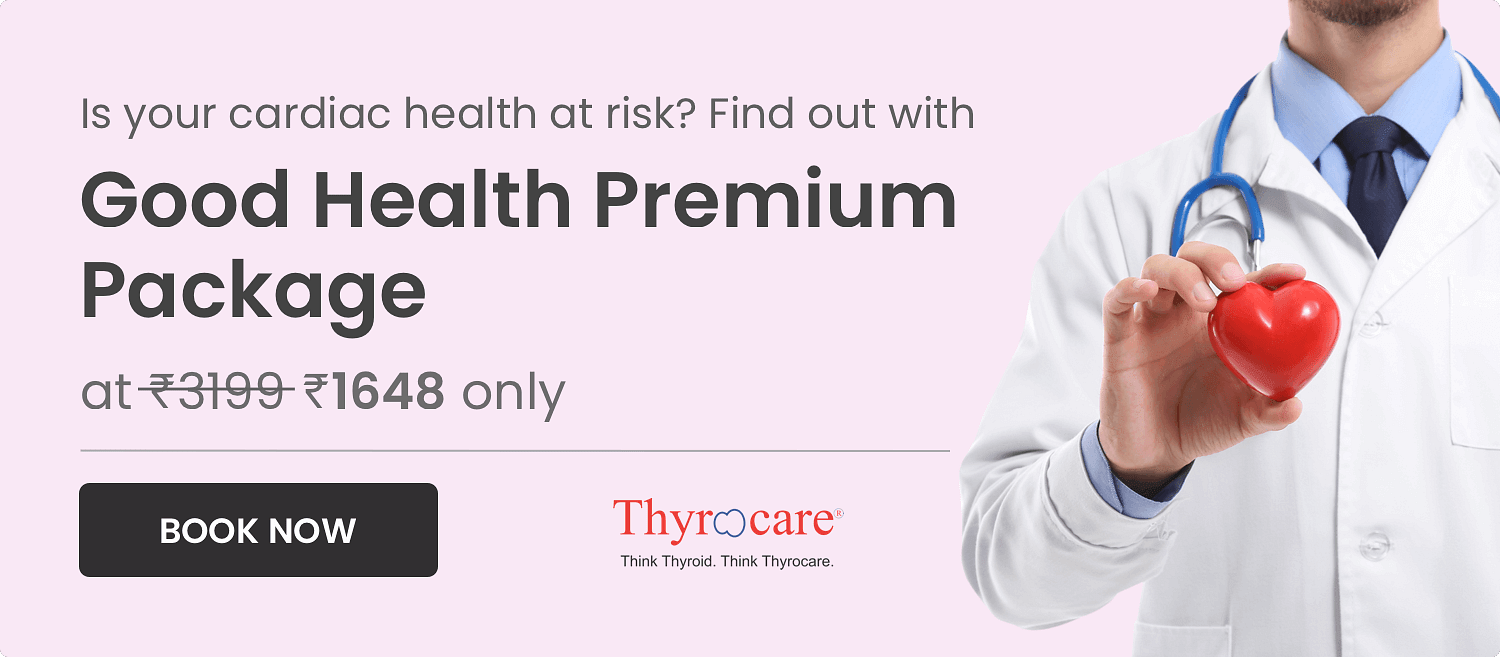 Is your cardiac health at risk? Find out with
Good Health Premium
Package
at ₹3199 ₹1648 only
BOOK NOW
Thyrocare®
Think Thyroid. Think Thyrocare.